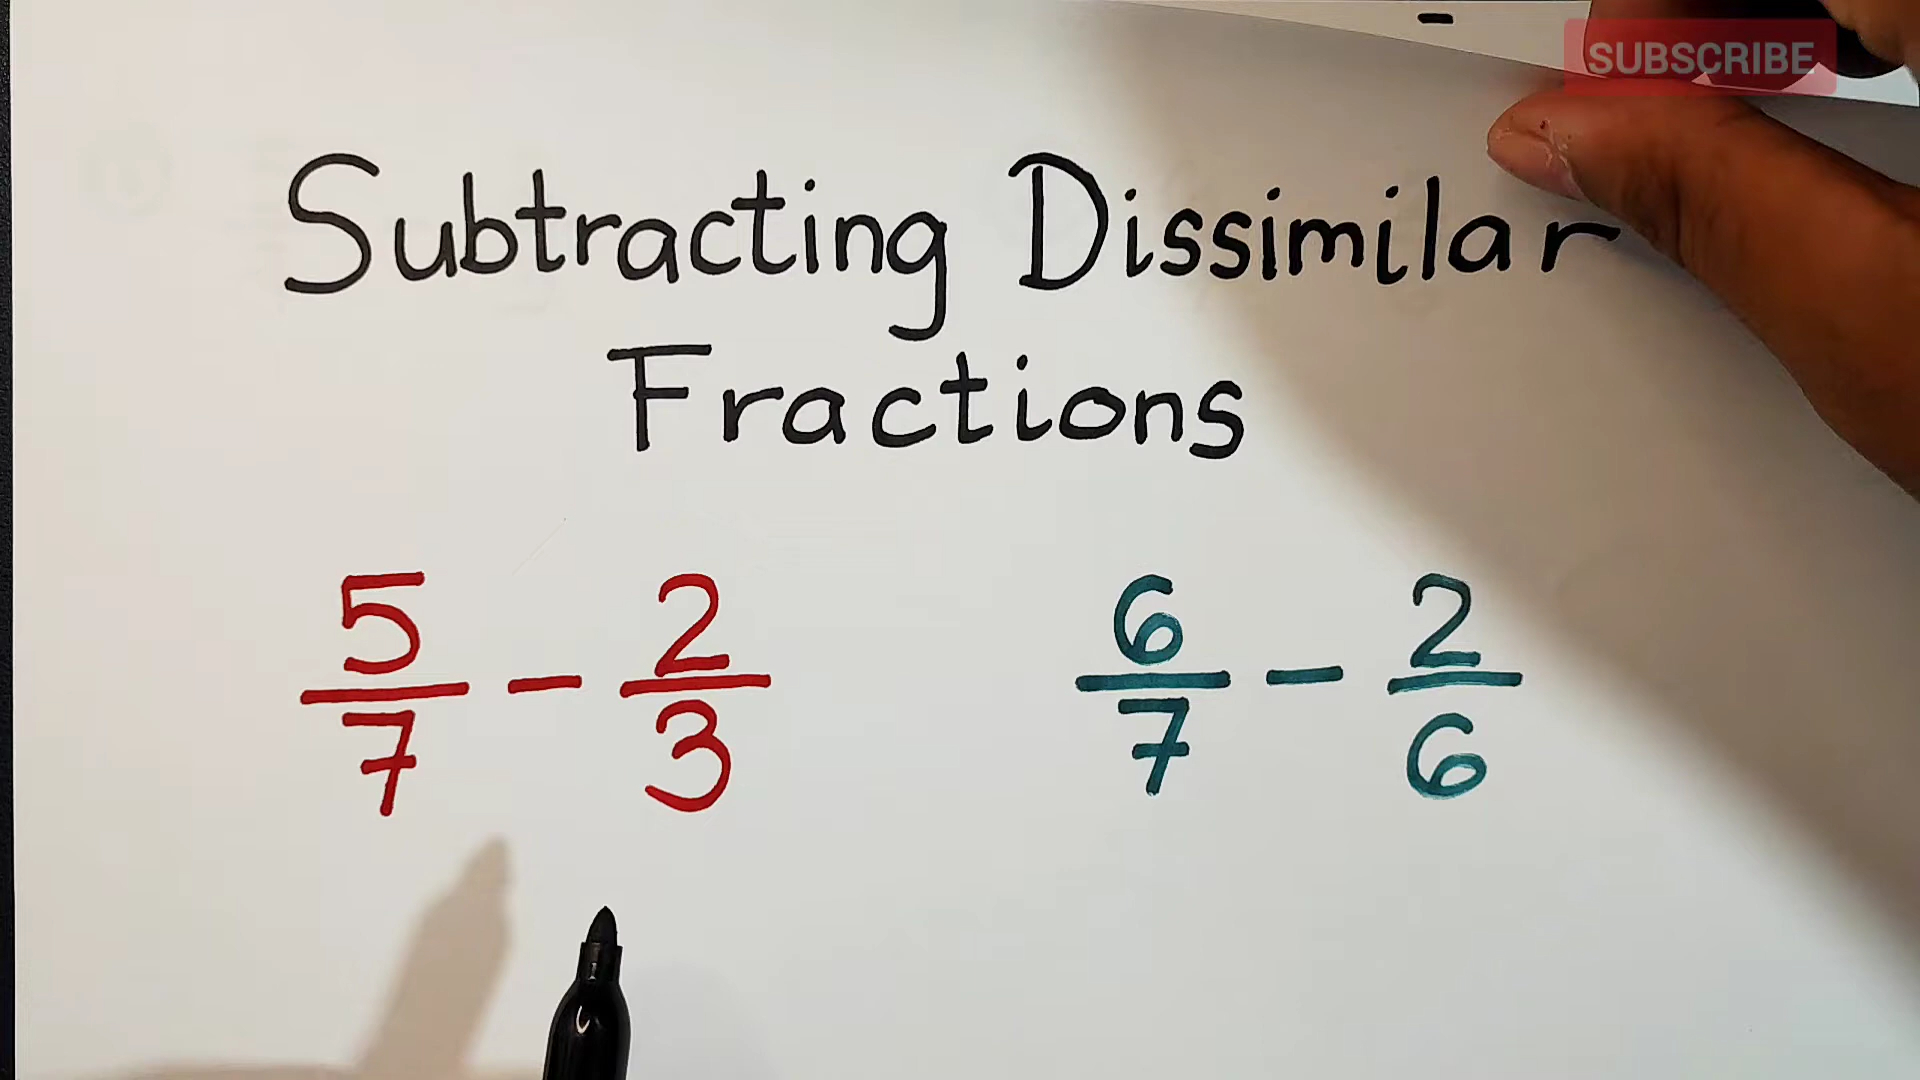 SUBSCRIBE
Subtracting Dissimilar
Fractions
5/7 - 2/3
6/7 - 2/6